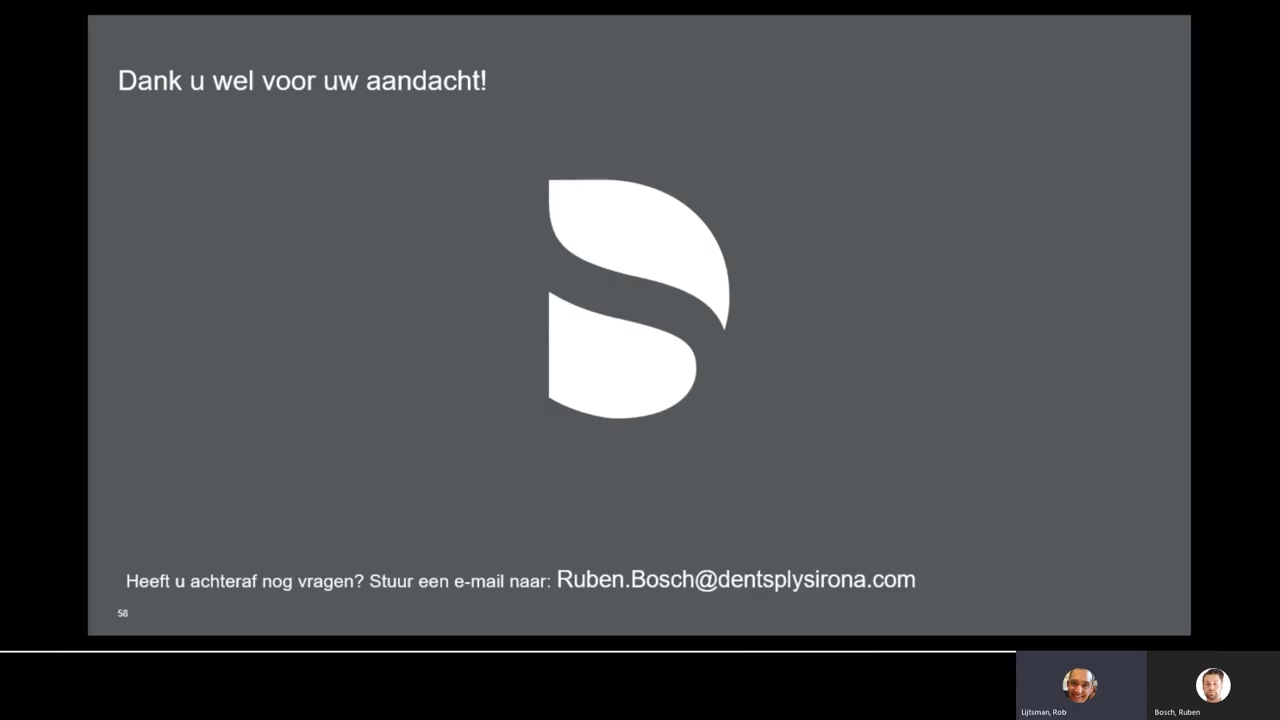 Dank u wel voor uw aandacht!
Heeft u achteraf nog vragen? Stuur een e-mail naar: Ruben.Bosch@dentsplysirona.com
58
Lijtsman, Rob
Bosch, Ruben